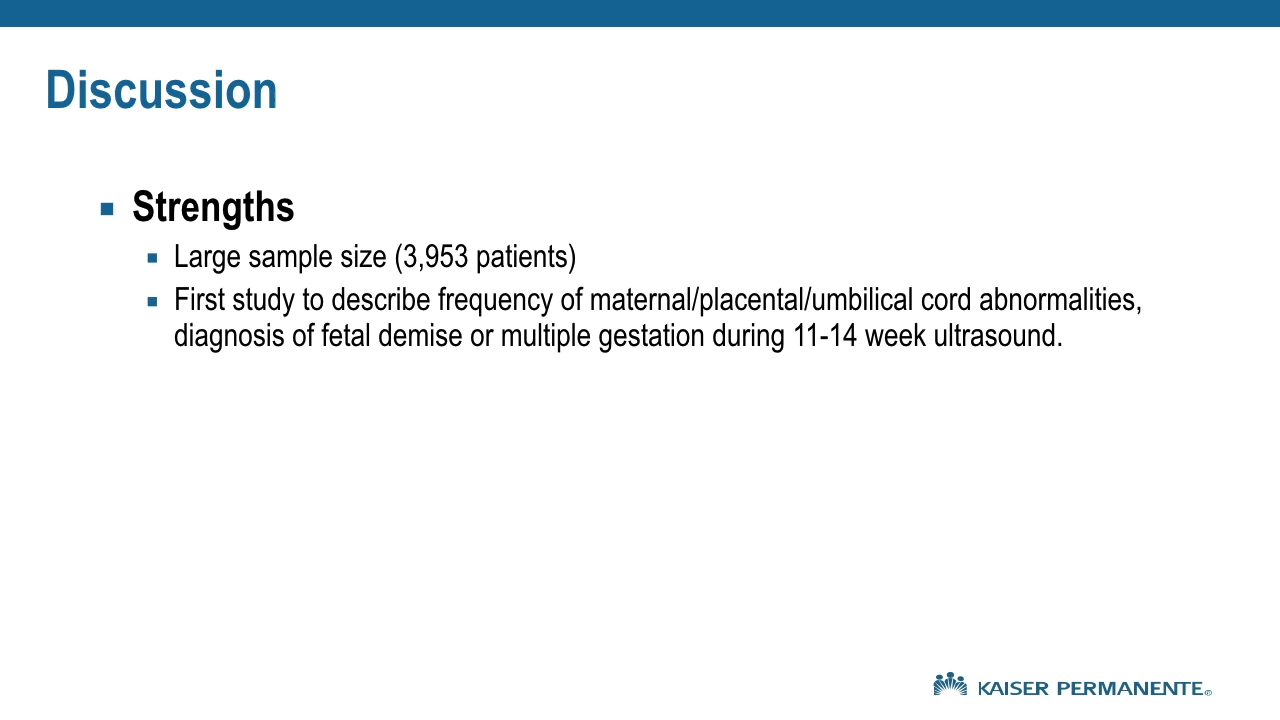 Discussion
Strengths
Large sample size (3,953 patients)
First study to describe frequency of maternal/placental/umbilical cord abnormalities,
diagnosis of fetal demise or multiple gestation during 11-14 week ultrasound.
KAISER PERMANENTE®